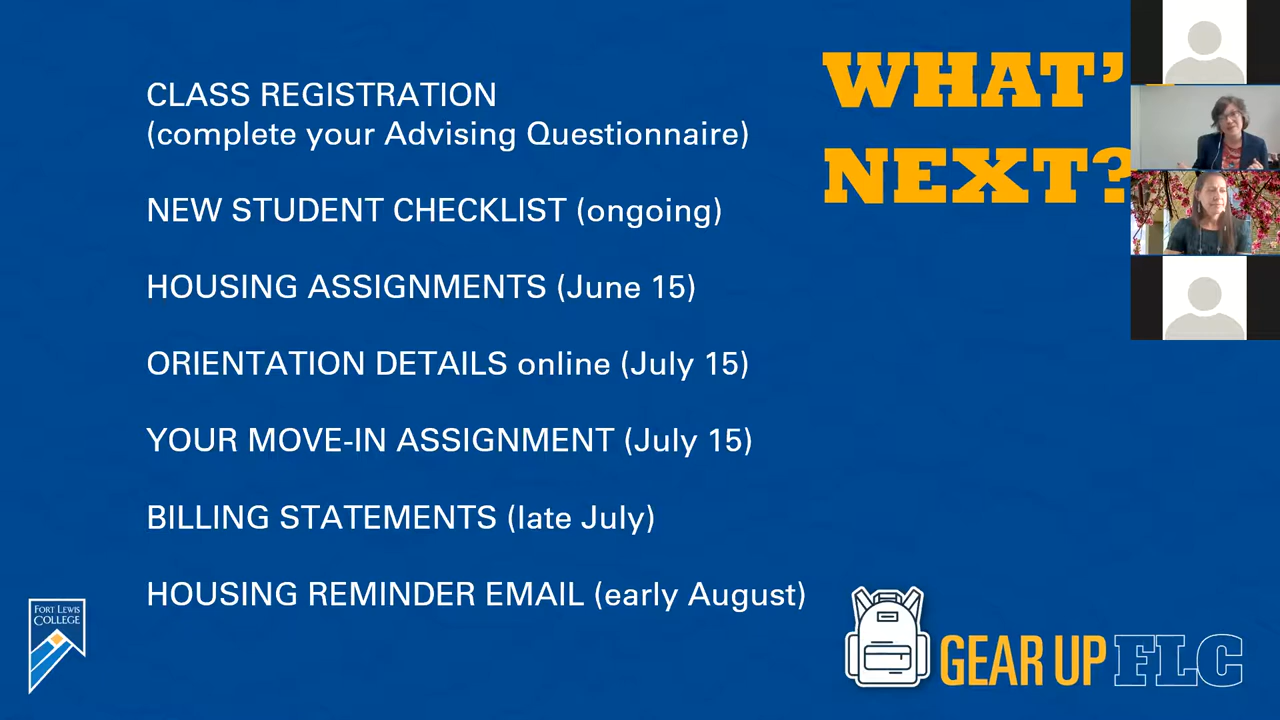 WHAT'
NEXT?
CLASS REGISTRATION
(complete your Advising Questionnaire)
NEW STUDENT CHECKLIST (ongoing)
HOUSING ASSIGNMENTS (June 15)
ORIENTATION DETAILS online (July 15)
YOUR MOVE-IN ASSIGNMENT (July 15)
BILLING STATEMENTS (late July)
HOUSING REMINDER EMAIL (early August)
FORT LEWIS
COLLEGE
GEAR UP FLC